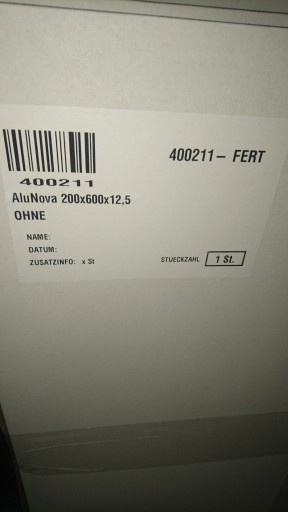 400211- FERT
400211
AluNova 200x600x12,5
OHNE
NAME:
DATUM:
ZUSATZINFO: x St
STUECKZAHL 1 St.